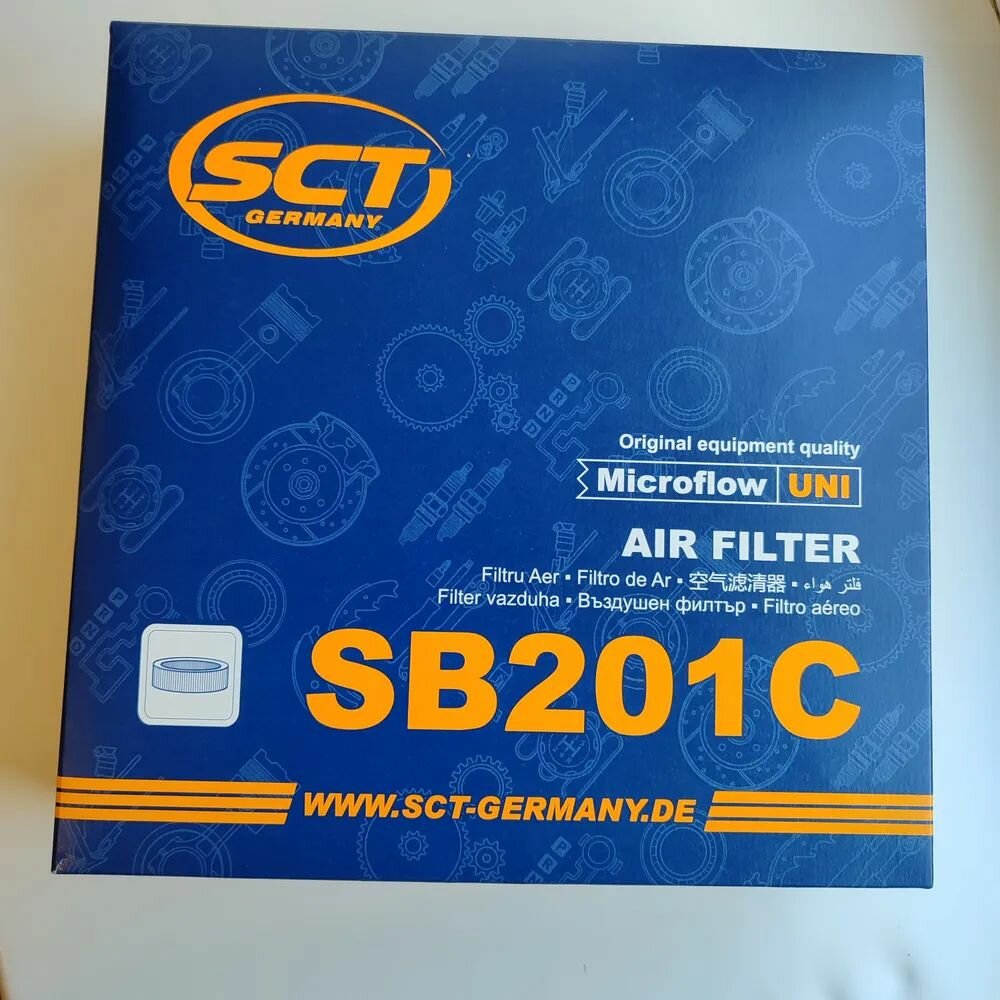 SCT
GERMANY
Original equipment quality
Microflow UNI
AIR FILTER
Filtru Aer ▪ Filtro de Ar ▪ 空气滤清器 ▪ فلتر هواء
Filter vazduha ▪ Въздушен филтър ▪ Filtro aéreo
SB201C
WWW.SCT-GERMANY.DE